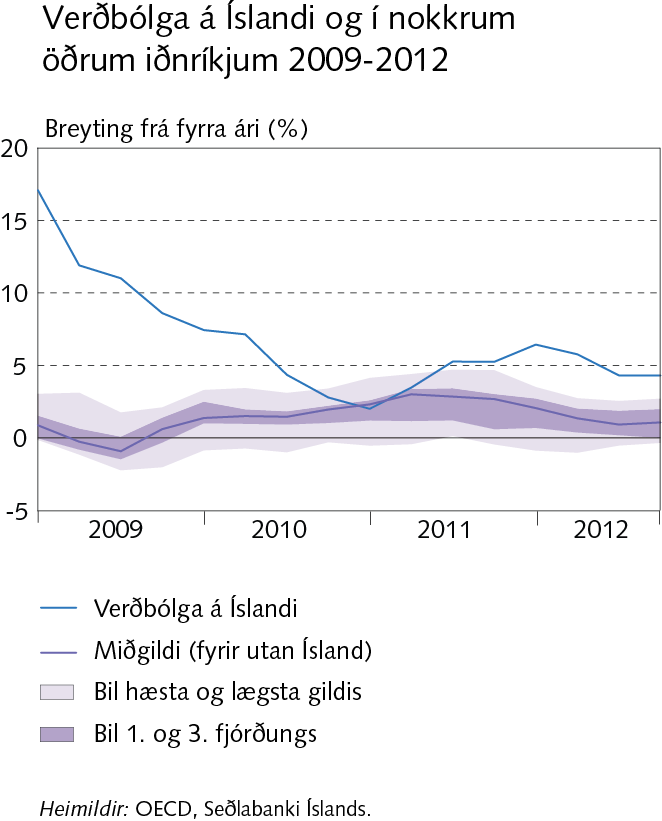 Verðbólga á Íslandi og í nokkrum
öðrum iðnríkjum 2009-2012
Breyting frá fyrra ári (%)
20
15
10
5
0
-5
2009 2010 2011 2012
Verðbólga á Íslandi
Miðgildi (fyrir utan Ísland)
Bil hæsta og lægsta gildis
Bil 1. og 3. fjórðungs
Heimildir: OECD, Seðlabanki Íslands.